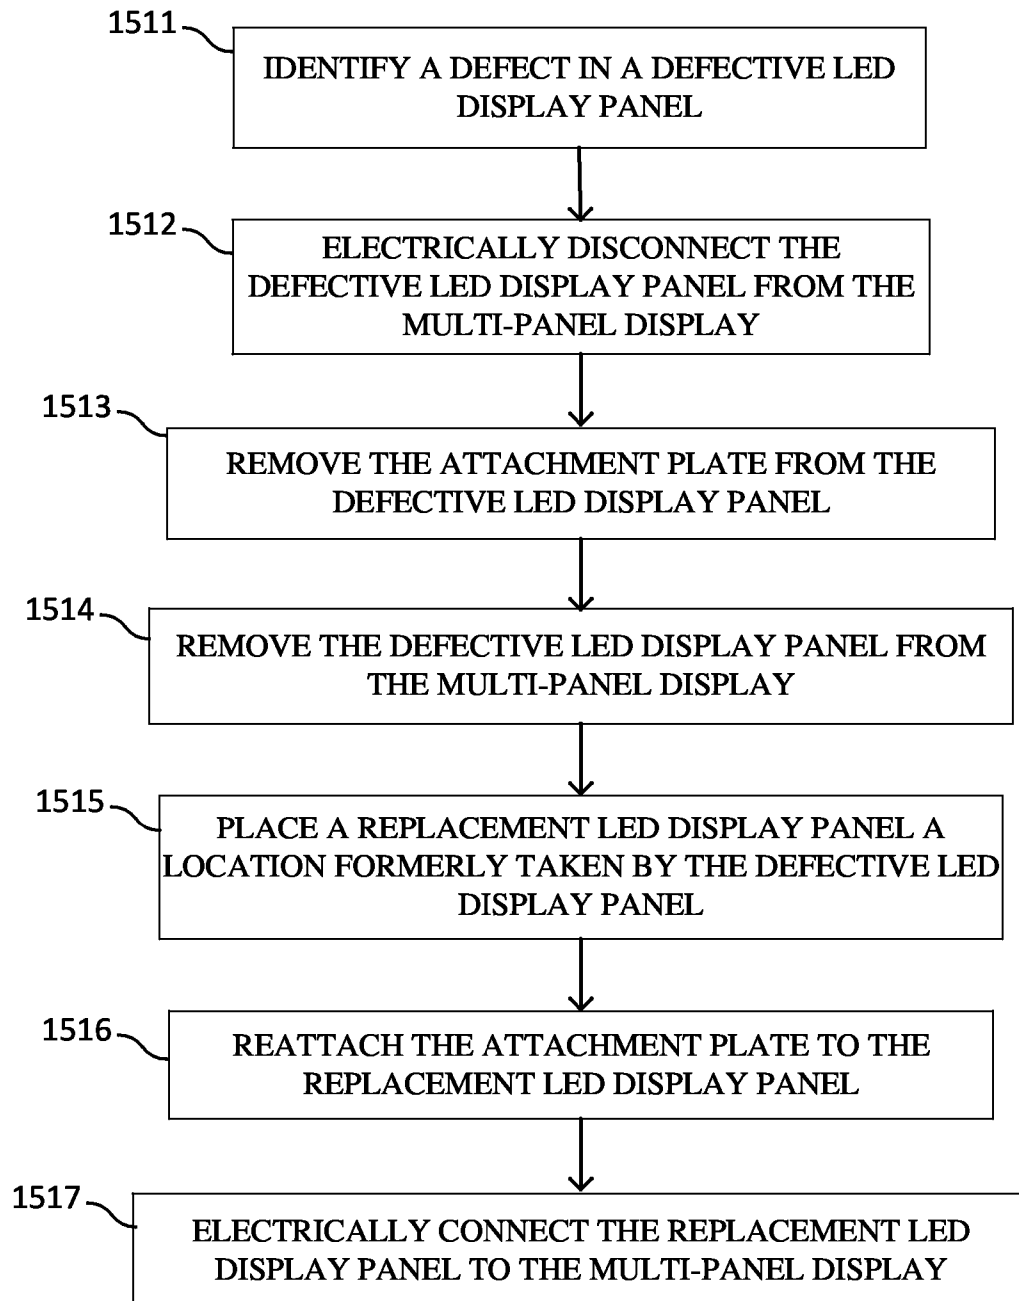 1511
IDENTIFY A DEFECT IN A DEFECTIVE LED
DISPLAY PANEL
1512
ELECTRICALLY DISCONNECT THE
DEFECTIVE LED DISPLAY PANEL FROM THE
MULTI-PANEL DISPLAY
1513
REMOVE THE ATTACHMENT PLATE FROM THE
DEFECTIVE LED DISPLAY PANEL
1514
REMOVE THE DEFECTIVE LED DISPLAY PANEL FROM
THE MULTI-PANEL DISPLAY
1515
PLACE A REPLACEMENT LED DISPLAY PANEL A
LOCATION FORMERLY TAKEN BY THE DEFECTIVE LED
DISPLAY PANEL
1516
REATTACH THE ATTACHMENT PLATE TO THE
REPLACEMENT LED DISPLAY PANEL
1517
ELECTRICALLY CONNECT THE REPLACEMENT LED
DISPLAY PANEL TO THE MULTI-PANEL DISPLAY